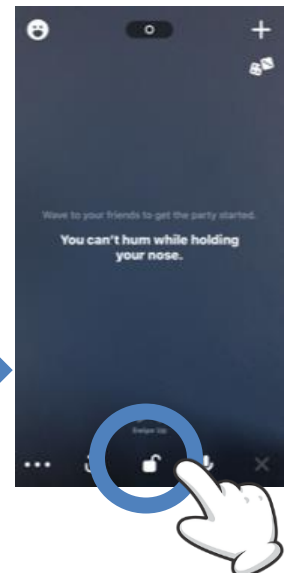 Wave to your friends to get the party started.
You can't hum while holding
your nose.
Swipe Up